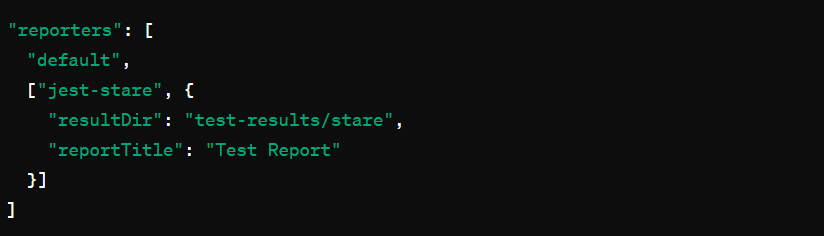 "reporters": [
  "default",
  ["jest-stare", {
    "resultDir": "test-results/stare",
    "reportTitle": "Test Report"
  }]
]